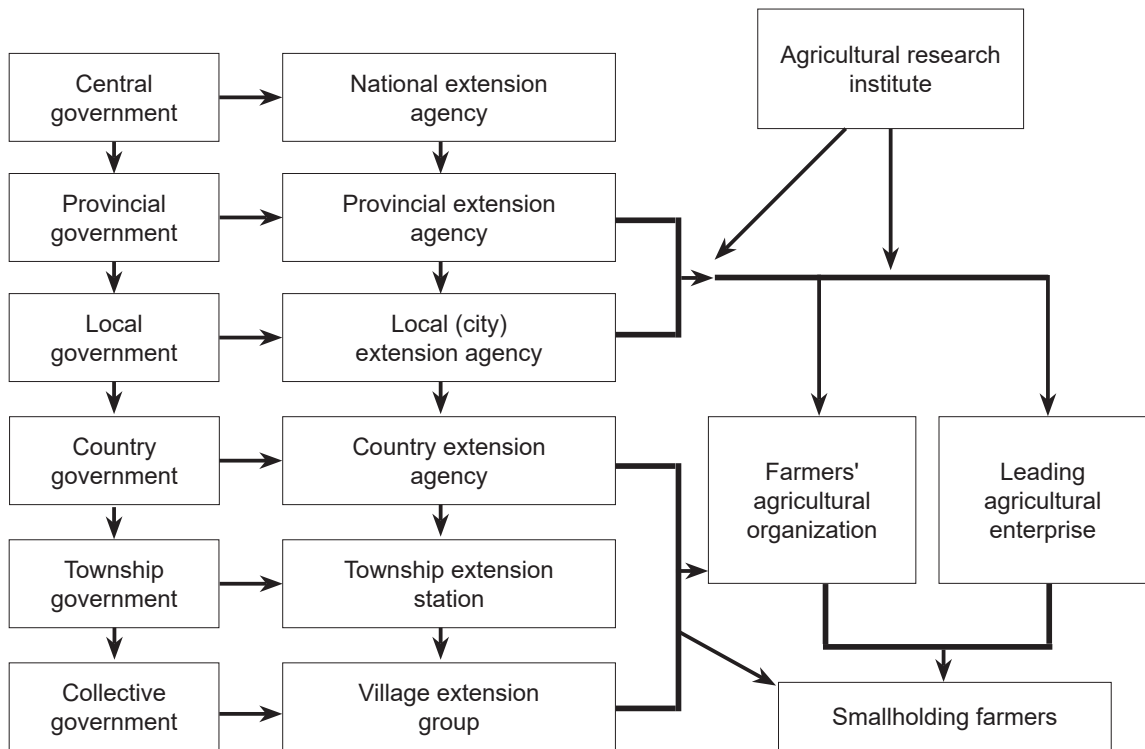 Central
government
National extension
agency
Agricultural research
institute
Provincial
government
Provincial extension
agency
Local
government
Local (city)
extension agency
Country
government
Country extension
agency
Farmers'
agricultural
organization
Leading
agricultural
enterprise
Township
government
Township extension
station
Collective
government
Village extension
group
Smallholding farmers